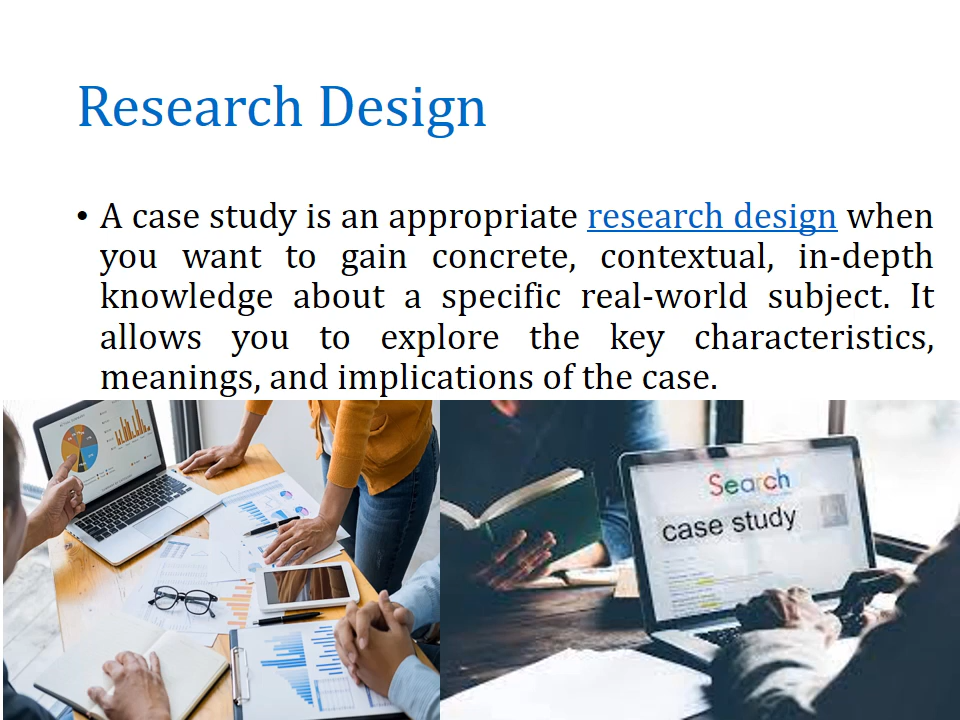 Research Design
• A case study is an appropriate research design when
you want to gain concrete, contextual, in-depth
knowledge about a specific real-world subject. It
allows you to explore the key characteristics,
meanings, and implications of the case.
Search
case study